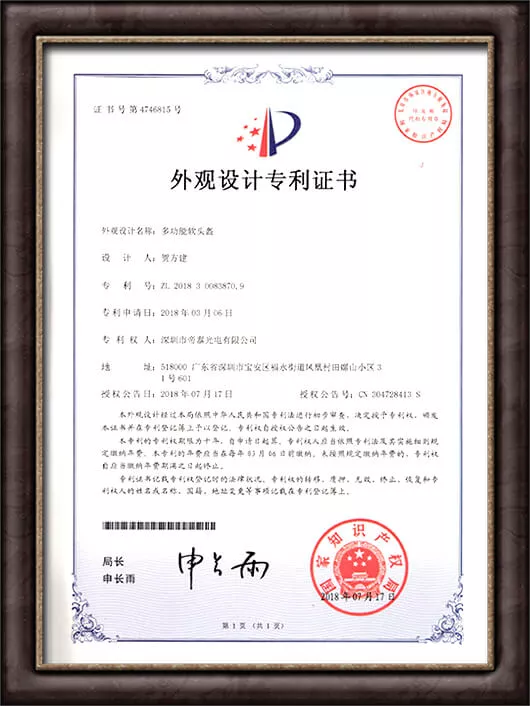 证书号第4746815号
外观设计专利证书
外观设计名称:多功能软头盔
设 计 人:贺方建
专 利 号:ZL 2018 3 0083870.9
专利申请日:2018年03月06日
专 利 权 人:深圳市帝泰光电有限公司
地 址:518000 广东省深圳市宝安区福永街道凤凰村田螺山小区3
1号601
授权公告日:2018年07月17日 授权公告号:CN 304728413 S
本外观设计经过本局依照中华人民共和国专利法进行初步审查,决定授予专利权,颁发
本证书并在专利登记簿上予以登记。专利权自授权公告之日起生效。
本专利的专利权期限为十年,自申请日起算。专利权人应当依照专利法及其实施细则规
定缴纳年费。本专利的年费应当在每年03月06日前缴纳。未按照规定缴纳年费的,专利权
自应当缴纳年费期满之日起终止。
专利证书记载专利权登记时的法律状况。专利权的转移、质押、无效、终止、恢复和专
利权人的姓名或名称、国籍、地址变更等事项记载在专利登记簿上。
局长
申长雨
申长雨
国家知识产权局
2018年07月17日
第1页(共1页)